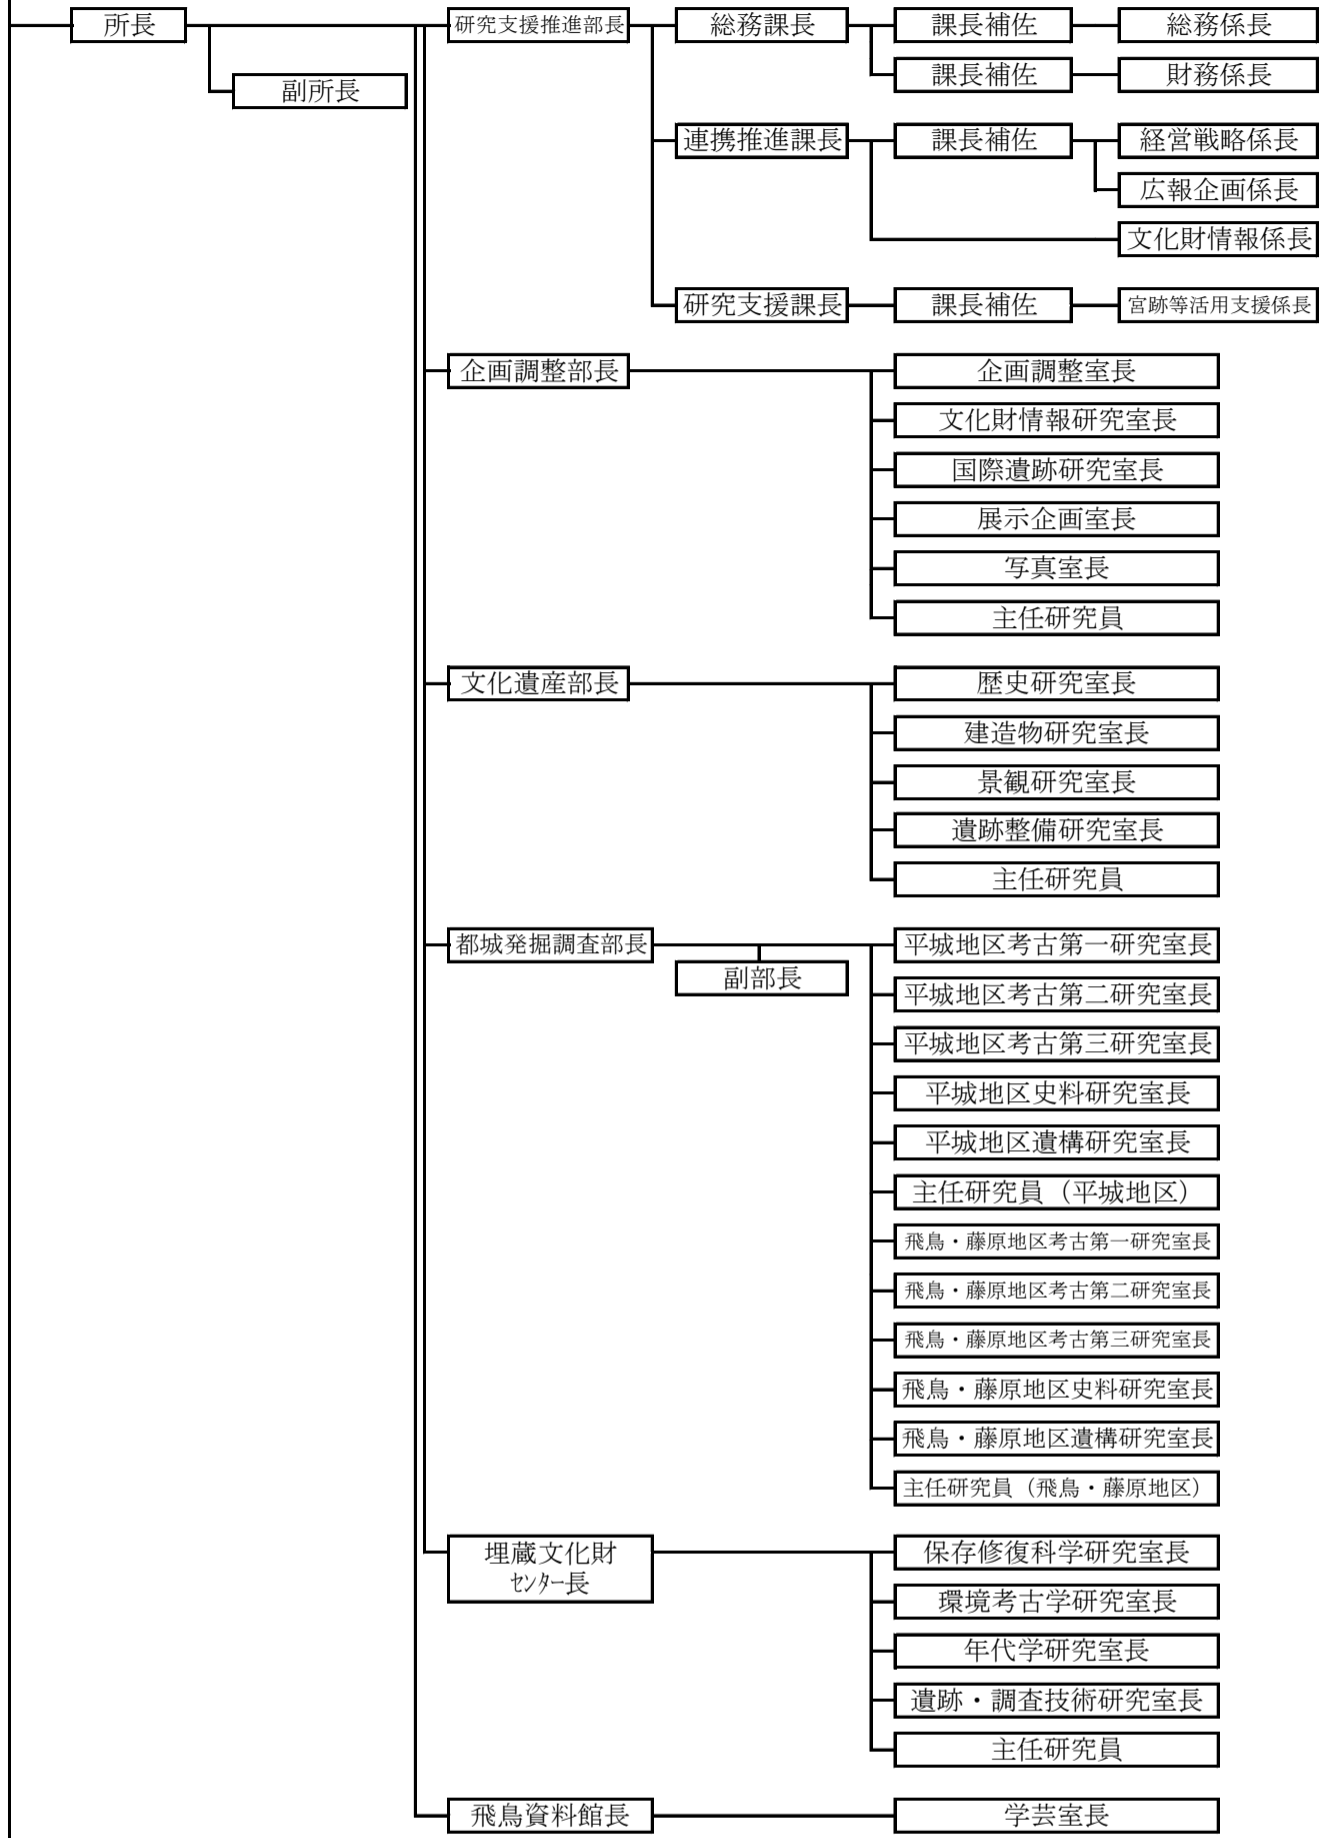 所長
副所長
研究支援推進部長
総務課長
課長補佐
総務係長
課長補佐
財務係長
連携推進課長
課長補佐
経営戦略係長
広報企画係長
文化財情報係長
研究支援課長
課長補佐
宮跡等活用支援係長
企画調整部長
企画調整室長
文化財情報研究室長
国際遺跡研究室長
展示企画室長
写真室長
主任研究員
文化遺産部長
歴史研究室長
建造物研究室長
景観研究室長
遺跡整備研究室長
主任研究員
都城発掘調査部長
副部長
平城地区考古第一研究室長
平城地区考古第二研究室長
平城地区考古第三研究室長
平城地区史料研究室長
平城地区遺構研究室長
主任研究員（平城地区）
飛鳥・藤原地区考古第一研究室長
飛鳥・藤原地区考古第二研究室長
飛鳥・藤原地区考古第三研究室長
飛鳥・藤原地区史料研究室長
飛鳥・藤原地区遺構研究室長
主任研究員（飛鳥・藤原地区）
埋蔵文化財
ｾﾝﾀｰ長
保存修復科学研究室長
環境考古学研究室長
年代学研究室長
遺跡・調査技術研究室長
主任研究員
飛鳥資料館長
学芸室長